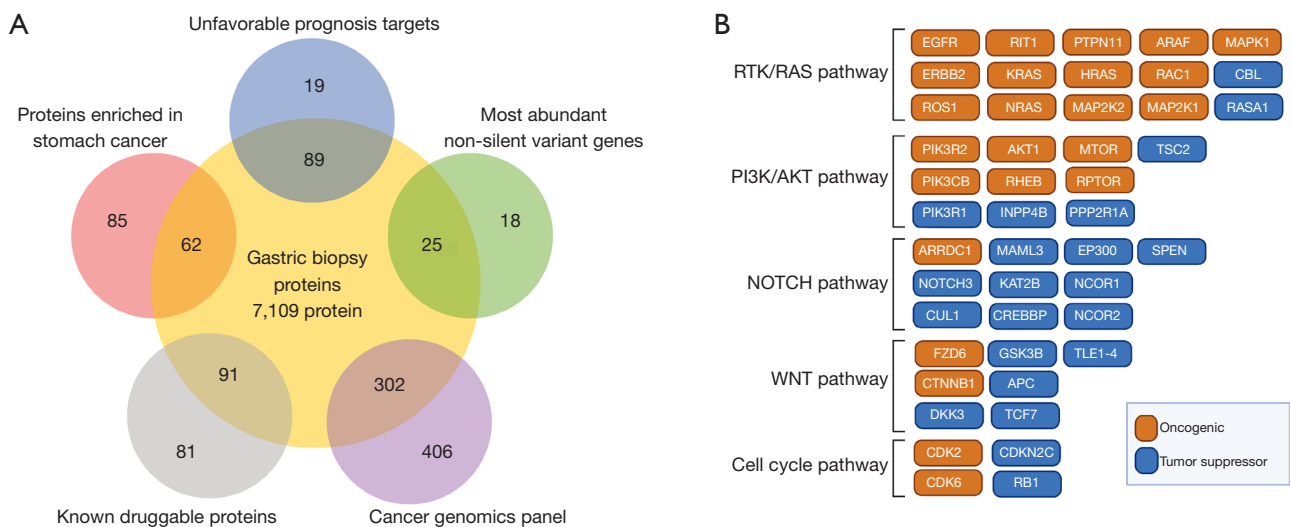 A
Unfavorable prognosis targets
19
89
Proteins enriched in
stomach cancer
85
62
Most abundant
non-silent variant genes
18
25
Gastric biopsy
proteins
7,109 protein
91
81
302
406
Known druggable proteins
Cancer genomics panel
B
RTK/RAS pathway
EGFR RIT1 PTPN11 ARAF MAPK1
ERBB2 KRAS HRAS RAC1 CBL
ROS1 NRAS MAP2K2 MAP2K1 RASA1
PI3K/AKT pathway
PIK3R2 AKT1 MTOR TSC2
PIK3CB RHEB RPTOR
PIK3R1 INPP4B PPP2R1A
NOTCH pathway
ARRDC1 MAML3 EP300 SPEN
NOTCH3 KAT2B NCOR1
CUL1 CREBBP NCOR2
WNT pathway
FZD6 GSK3B TLE1-4
CTNNB1 APC
DKK3 TCF7
Cell cycle pathway
CDK2 CDKN2C
CDK6 RB1
Oncogenic
Tumor suppressor